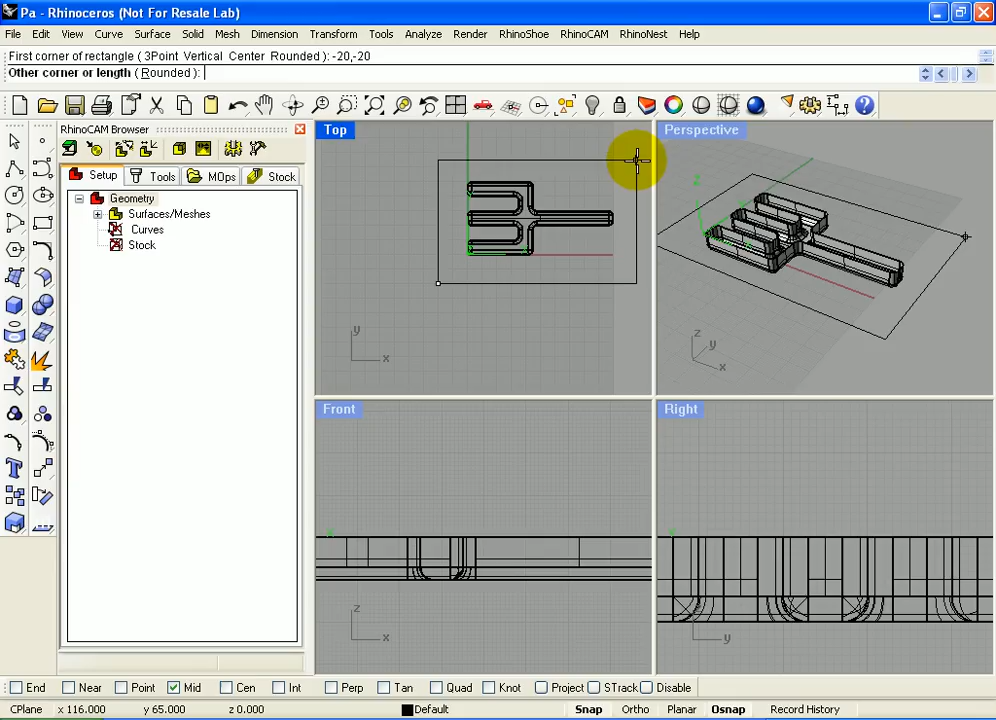 Pa - Rhinoceros (Not For Resale Lab)
File Edit View Curve Surface Solid Mesh Dimension Transform Tools Analyze Render RhinoShoe RhinoCAM RhinoNest Help
First corner of rectangle ( 3Point Vertical Center Rounded ): -20,-20
Other corner or length ( Rounded ):
RhinoCAM Browser
Setup Tools MOps Stock
Geometry
Surfaces/Meshes
Curves
Stock
Top
y
x
Perspective
z
z
y
x
Front
z
x
Right
y
End Near Point Mid Cen Int Perp Tan Quad Knot Project STrack Disable
CPlane x 116.000 y 65.000 z 0.000 Default Snap Ortho Planar Osnap Record History